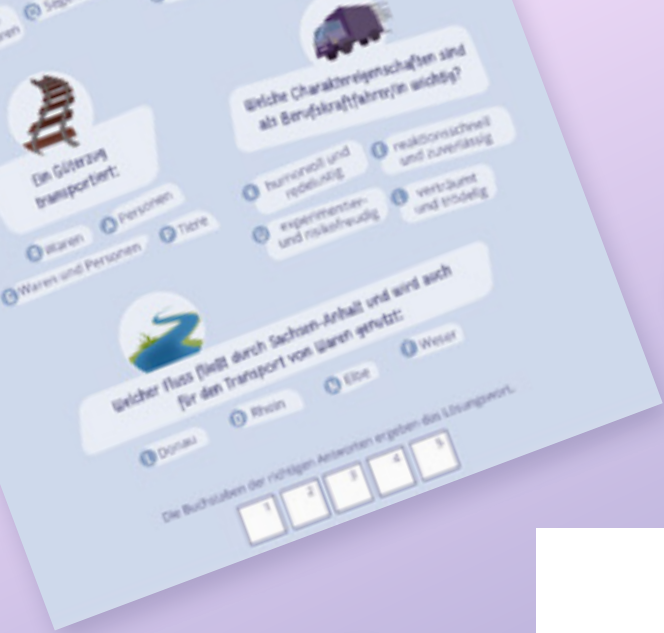 Welche Charaktereigenschaften sind
als Berufskraftfahrer/in wichtig?
humorvoll und
redelustig
reaktionsschnell
und zuverlässig
experimentier-
und risikofreudig
verträumt
und trödelig
Ein Güterzug
transportiert:
Waren
Personen
Waren und Personen
Tiere
Welcher Fluss fließt durch Sachsen-Anhalt und wird auch
für den Transport von Waren genutzt:
Donau
Rhein
Elbe
Weser
Die Buchstaben der richtigen Antworten ergeben das Lösungswort.
1 2 3 4 5